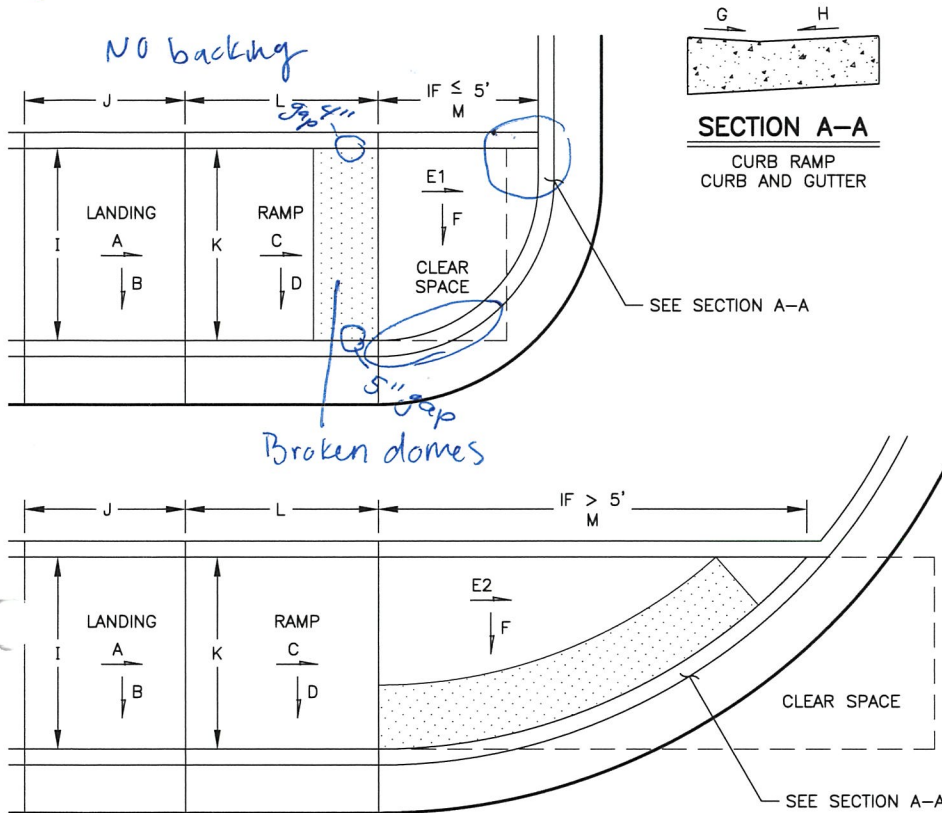 NO backing
G H
J L IF ≤ 5'
M
gap 4"
SECTION A–A
CURB RAMP
CURB AND GUTTER
I LANDING K RAMP E1
A C F
B D CLEAR
SPACE
SEE SECTION A–A
5" gap
Broken domes
J L IF > 5'
M
I LANDING K RAMP E2
A C F
B D
CLEAR SPACE
SEE SECTION A–A